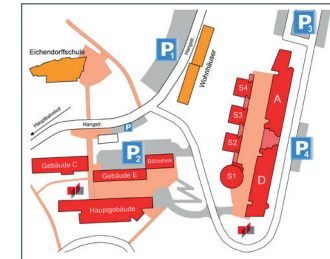 P3
Eichendorffschule
P1
Hangstr.
Wohnhäuser
A
S4
S3
Hauptbahnhof
Hangstr.
P
S2
P4
P2
Bibliothek
Gebäude C
Gebäude E
S1
D
Hauptgebäude